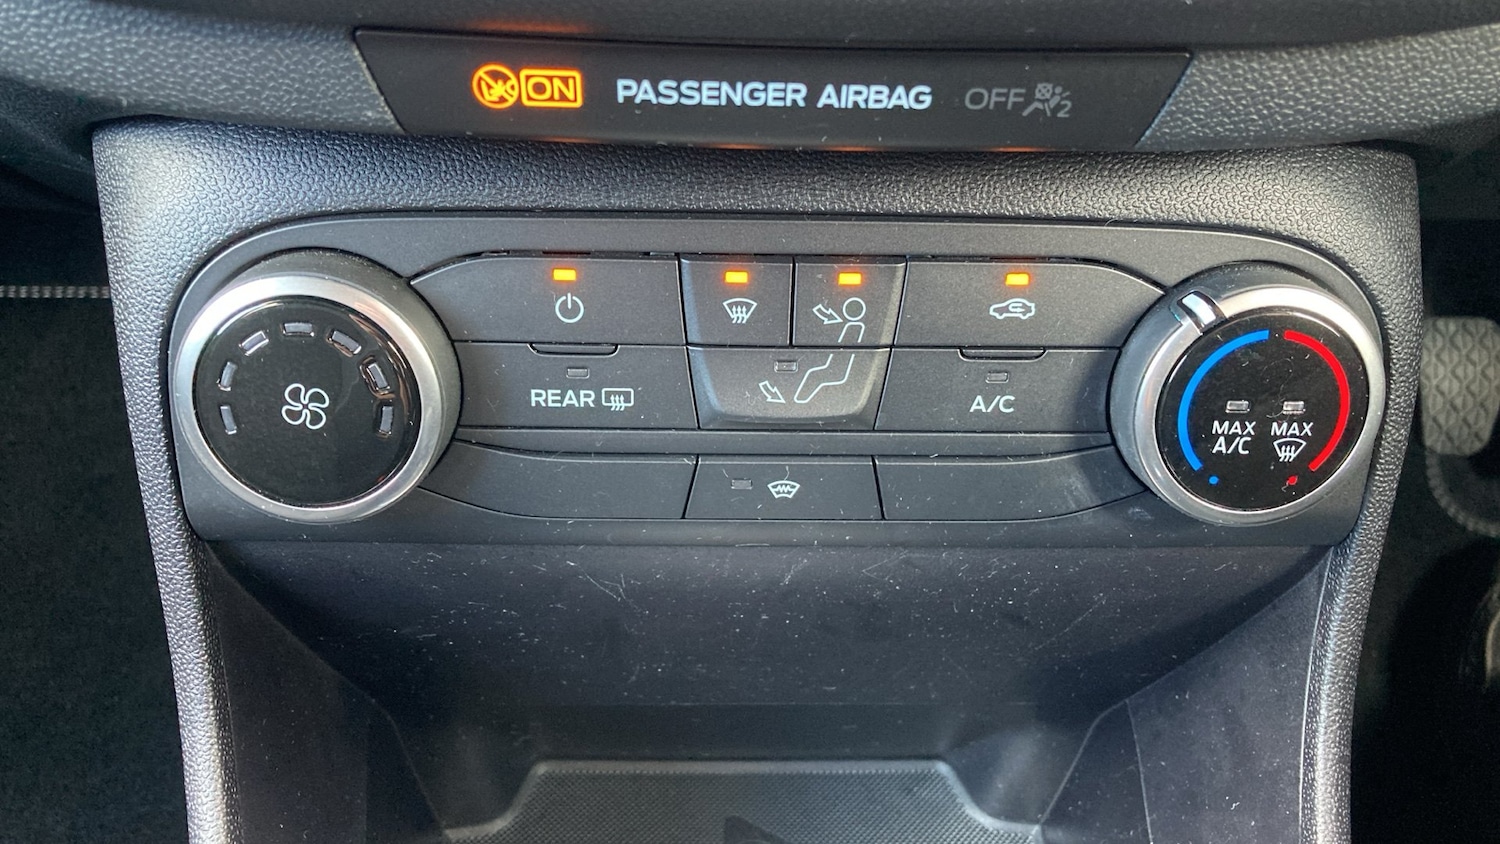 ON PASSENGER AIRBAG OFF 2
REAR
A/C
MAX A/C
MAX